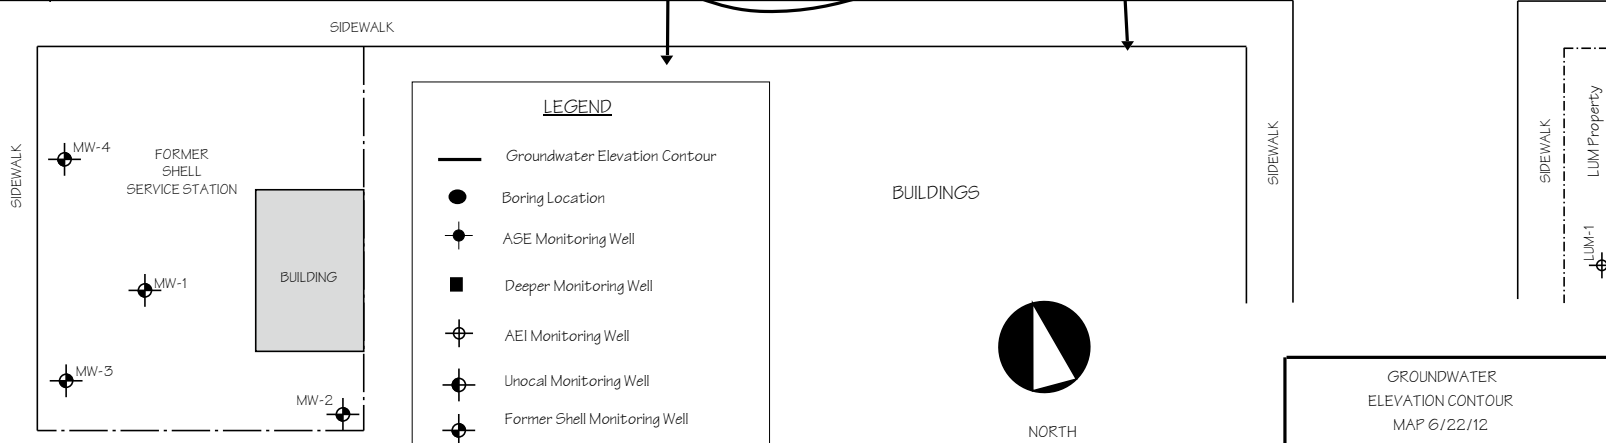 SIDEWALK
SIDEWALK
MW-4
FORMER
SHELL
SERVICE STATION
BUILDING
MW-1
MW-3
MW-2
LEGEND
Groundwater Elevation Contour
Boring Location
ASE Monitoring Well
Deeper Monitoring Well
AEI Monitoring Well
Unocal Monitoring Well
Former Shell Monitoring Well
BUILDINGS
NORTH
SIDEWALK
SIDEWALK
LUM Property
LUM-1
GROUNDWATER
ELEVATION CONTOUR
MAP 6/22/12